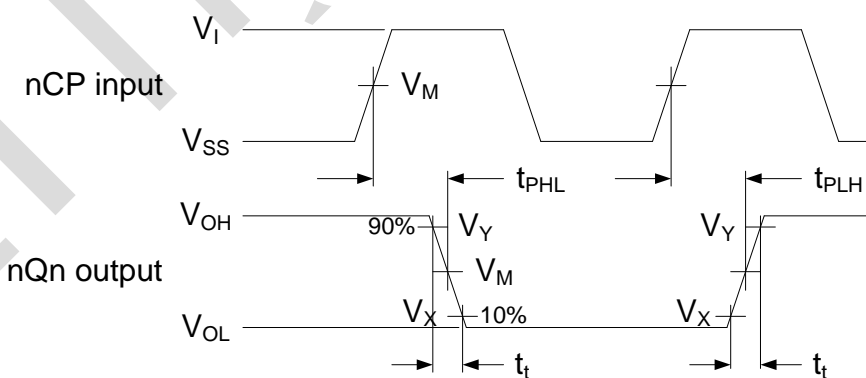 V_I
nCP input V_M
V_SS
t_PHL t_PLH
V_OH
90% V_Y V_Y
nQn output V_M
V_X 10% V_X
V_OL
t_t t_t